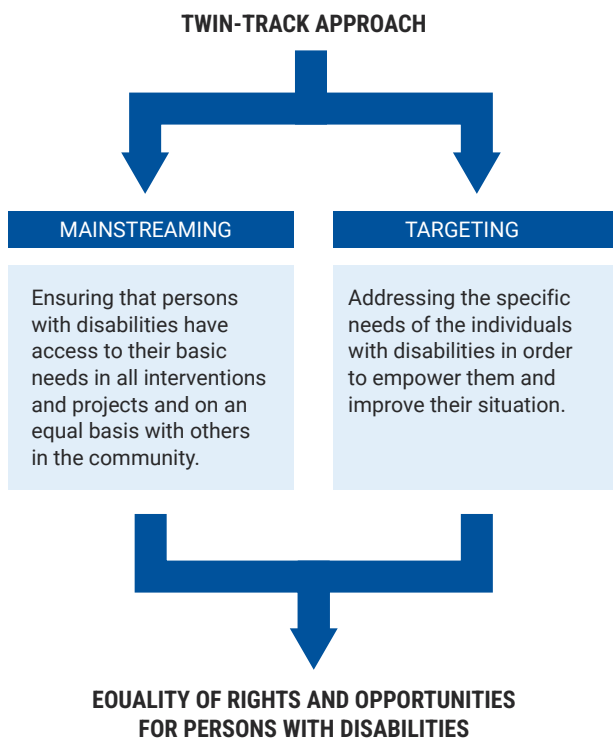 TWIN-TRACK APPROACH
MAINSTREAMING
Ensuring that persons
with disabilities have
access to their basic
needs in all interventions
and projects and on an
equal basis with others
in the community.
TARGETING
Addressing the specific
needs of the individuals
with disabilities in order
to empower them and
improve their situation.
EOUALITY OF RIGHTS AND OPPORTUNITIES
FOR PERSONS WITH DISABILITIES